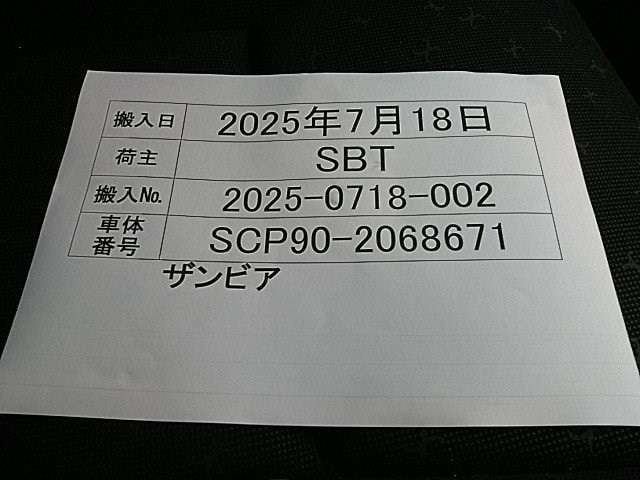 搬入日 2025年7月18日
荷主 SBT
搬入No. 2025-0718-002
車体番号 SCP90-2068671
ザンビア